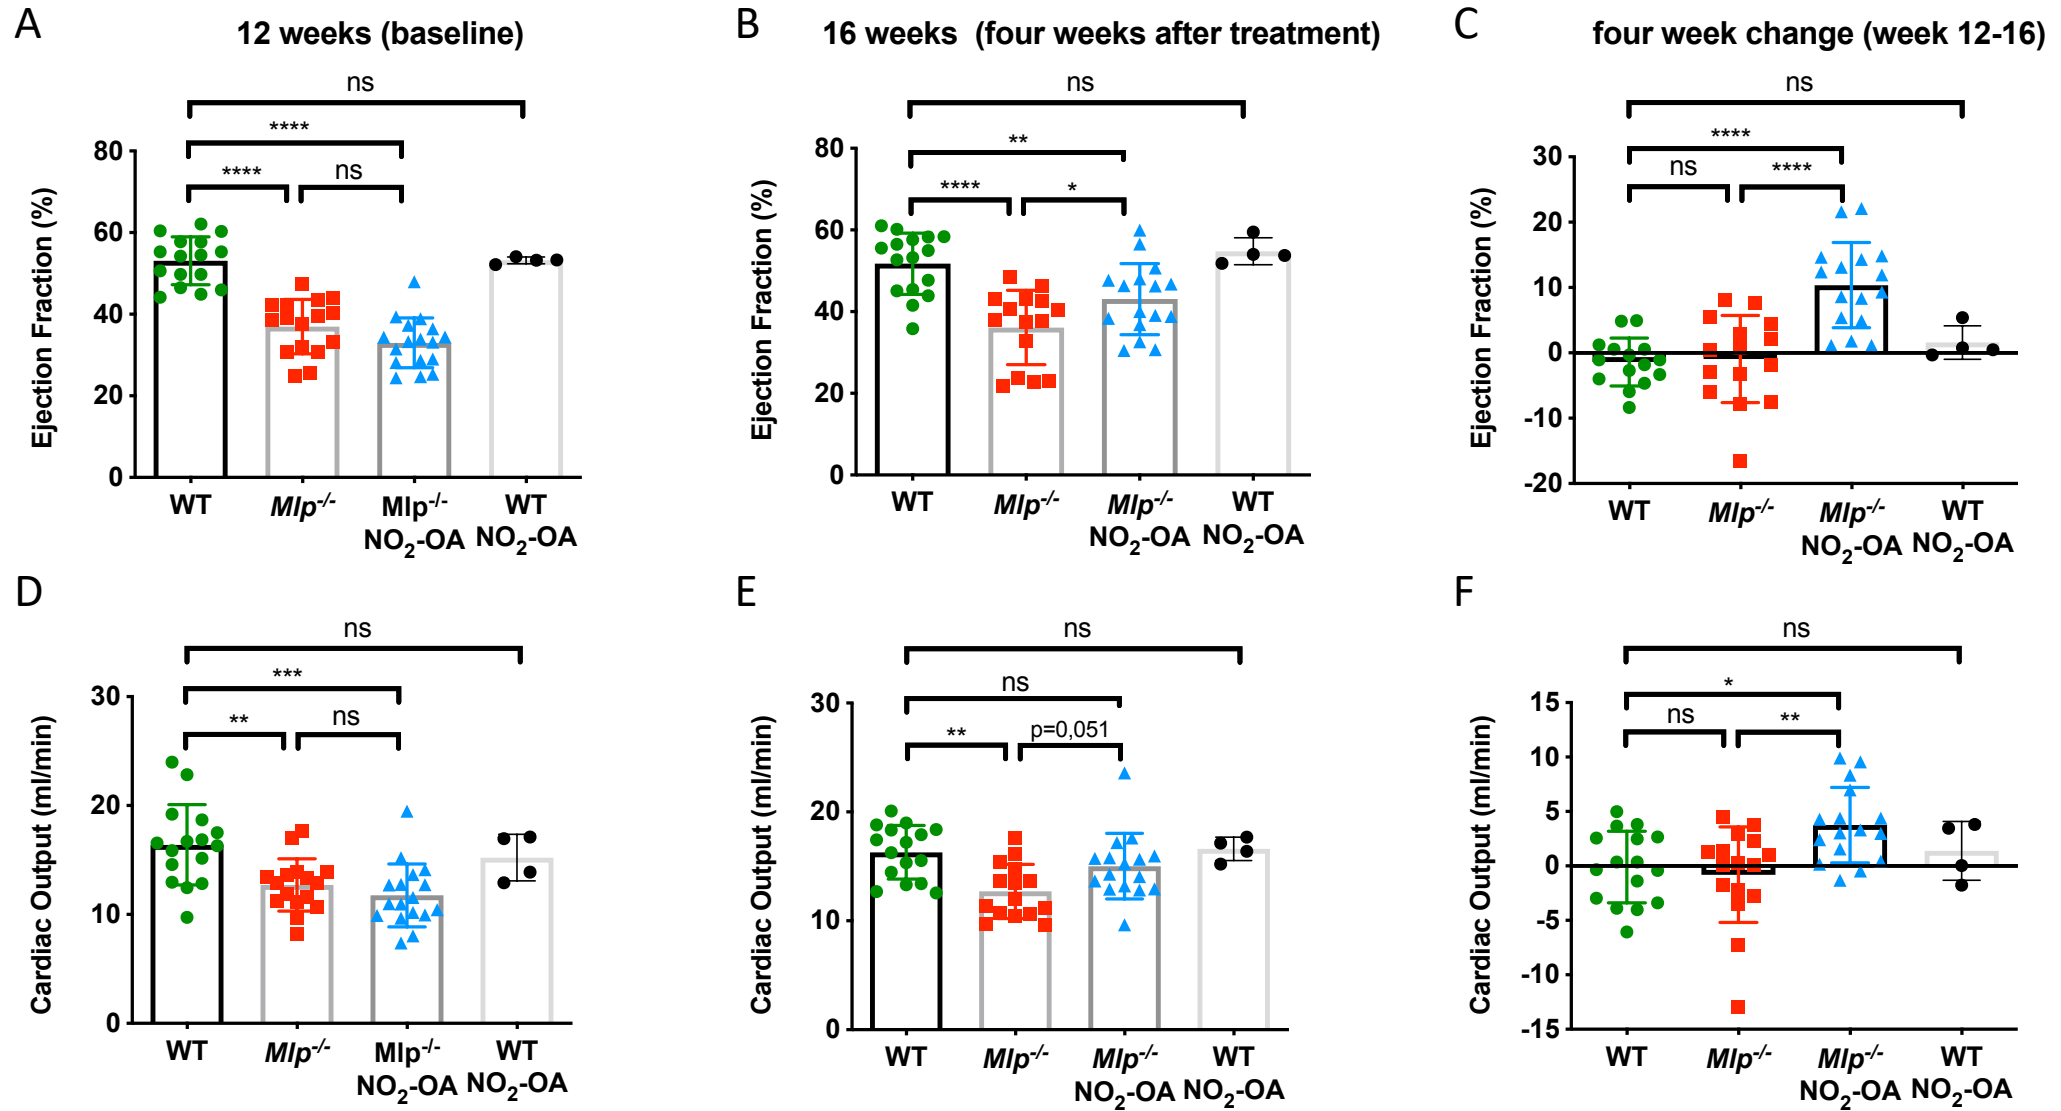 A
12 weeks (baseline)
ns
****
****
ns
80
60
40
20
0
Ejection Fraction (%)
WT
Mlp-/-
Mlp-/-
NO2-OA
WT
NO2-OA
B
16 weeks (four weeks after treatment)
ns
**
****
*
80
60
40
20
0
Ejection Fraction (%)
WT
Mlp-/-
Mlp-/-
NO2-OA
WT
NO2-OA
C
four week change (week 12-16)
ns
****
ns
****
30
20
10
0
-10
-20
Ejection Fraction (%)
WT
Mlp-/-
Mlp-/-
NO2-OA
WT
NO2-OA
D
ns
***
**
ns
30
20
10
0
Cardiac Output (ml/min)
WT
Mlp-/-
Mlp-/-
NO2-OA
WT
NO2-OA
E
ns
ns
**
p=0,051
30
20
10
0
Cardiac Output (ml/min)
WT
Mlp-/-
Mlp-/-
NO2-OA
WT
NO2-OA
F
ns
*
ns
**
15
10
5
0
-5
-10
-15
Cardiac Output (ml/min)
WT
Mlp-/-
Mlp-/-
NO2-OA
WT
NO2-OA